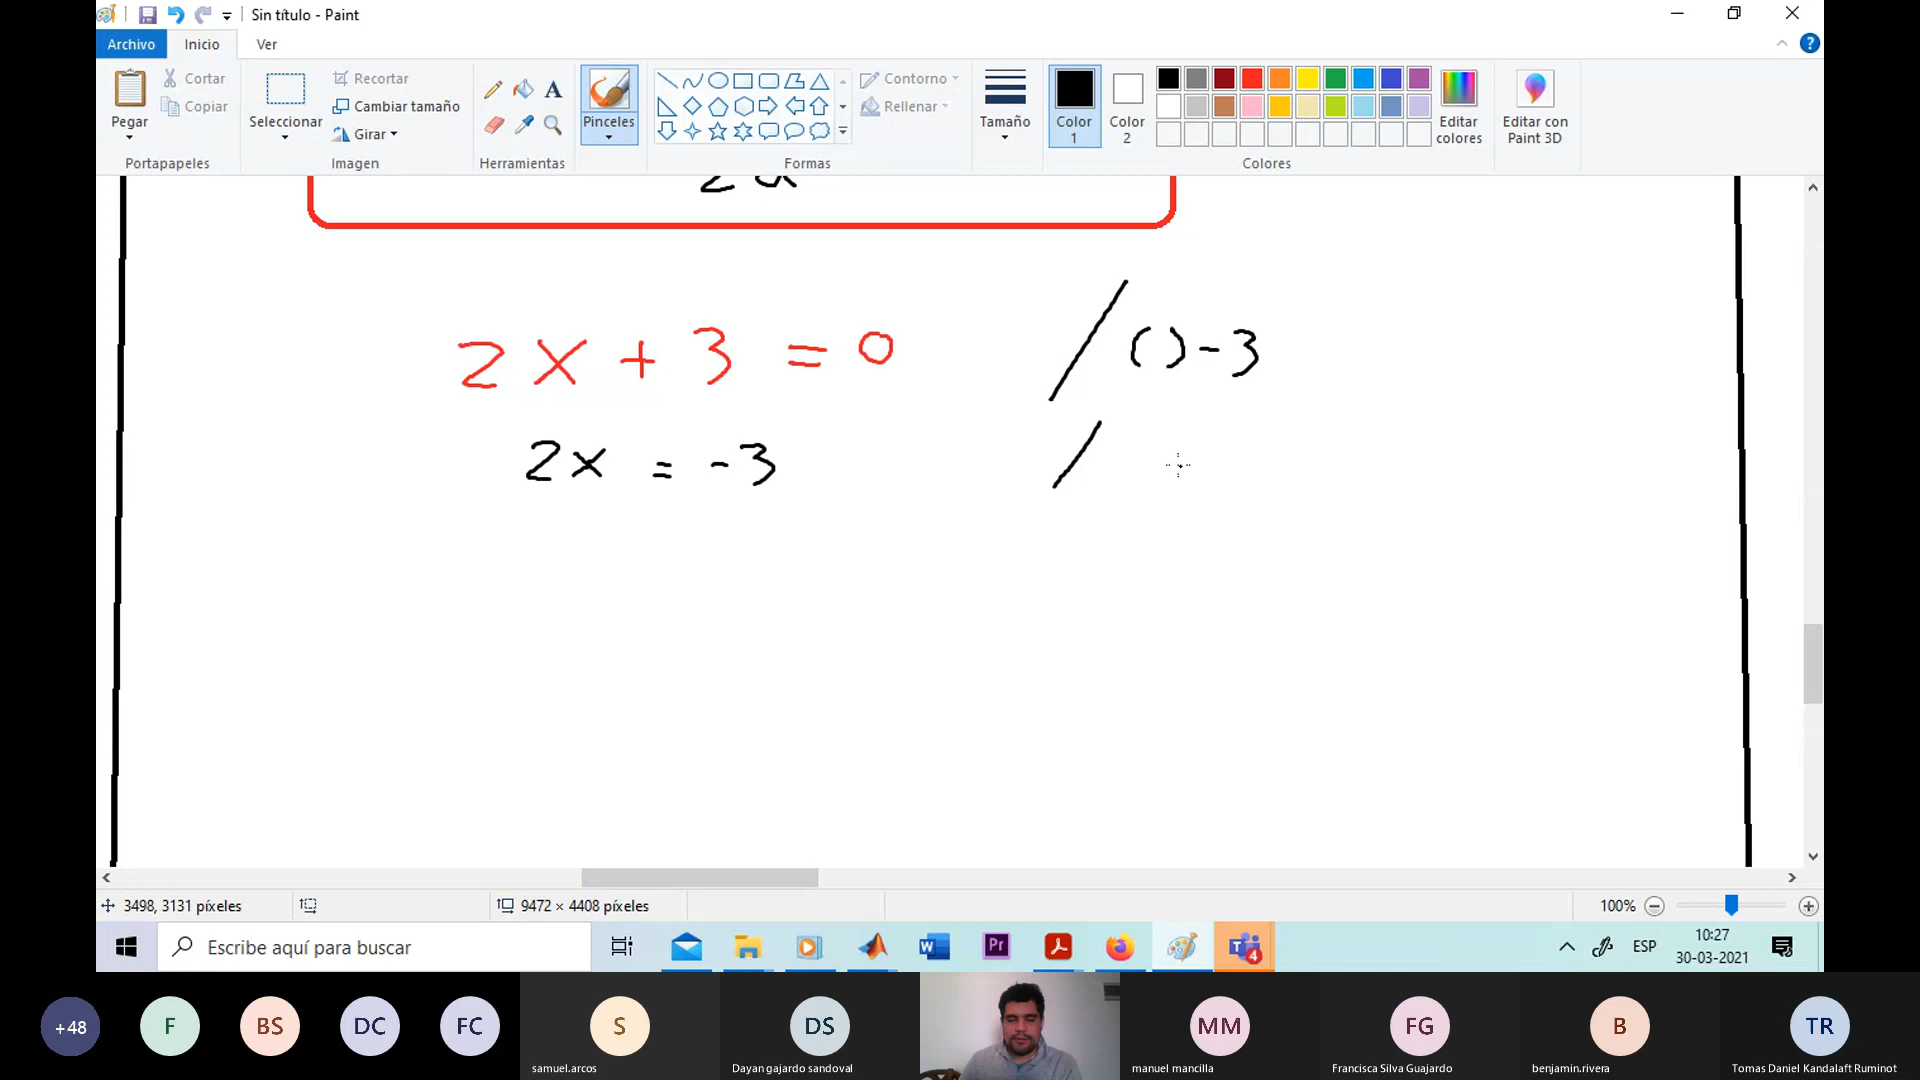 Sin título - Paint
Archivo Inicio Ver
Pegar Cortar Copiar Portapapeles
Seleccionar Recortar Cambiar tamaño Girar Imagen
Herramientas
Pinceles
Contorno Rellenar Formas
Tamaño
Color 1 Color 2 Editar colores Colores
Editar con Paint 3D
2a
2x + 3 = 0 / ( ) - 3
2x = -3 /
3498, 3131 píxeles 9472 × 4408 píxeles 100%
Escribe aquí para buscar W Pr 4 ESP 10:27
30-03-2021
+48 F BS DC FC S DS MM FG B TR
samuel.arcos Dayan gajardo sandoval manuel mancilla Francisca Silva Guajardo benjamin.rivera Tomas Daniel Kandalaft Ruminot